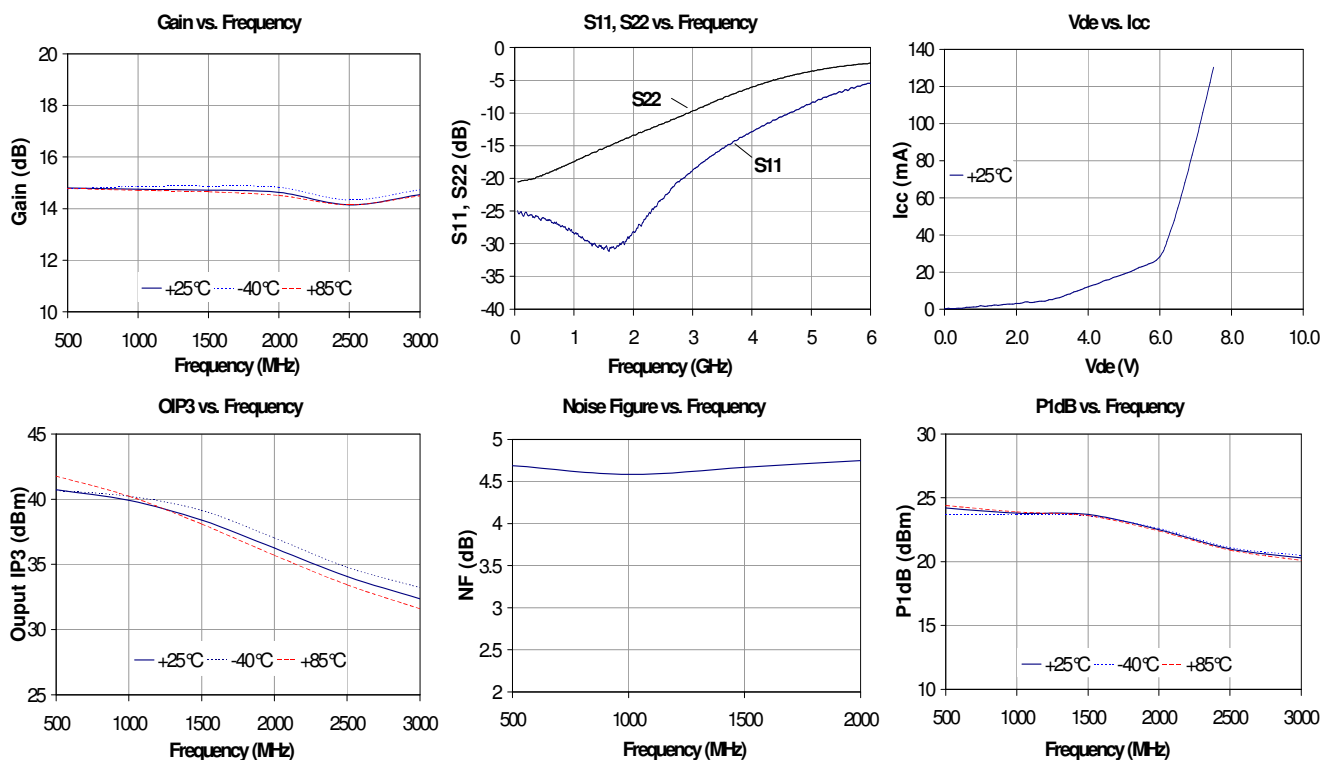 Gain vs. Frequency
20
18
16
14
12
10
Gain (dB)
+25°C -40°C +85°C
500 1000 1500 2000 2500 3000
Frequency (MHz)
S11, S22 vs. Frequency
0
-5
-10
-15
-20
-25
-30
-35
-40
S11, S22 (dB)
S22
S11
0 1 2 3 4 5 6
Frequency (GHz)
Vde vs. Icc
140
120
100
80
60
40
20
0
Icc (mA)
+25°C
0.0 2.0 4.0 6.0 8.0 10.0
Vde (V)
OIP3 vs. Frequency
45
40
35
30
25
Ouput IP3 (dBm)
+25°C -40°C +85°C
500 1000 1500 2000 2500 3000
Frequency (MHz)
Noise Figure vs. Frequency
5
4.5
4
3.5
3
2.5
2
NF (dB)
500 1000 1500 2000
Frequency (MHz)
P1dB vs. Frequency
30
25
20
15
10
P1dB (dBm)
+25°C -40°C +85°C
500 1000 1500 2000 2500 3000
Frequency (MHz)